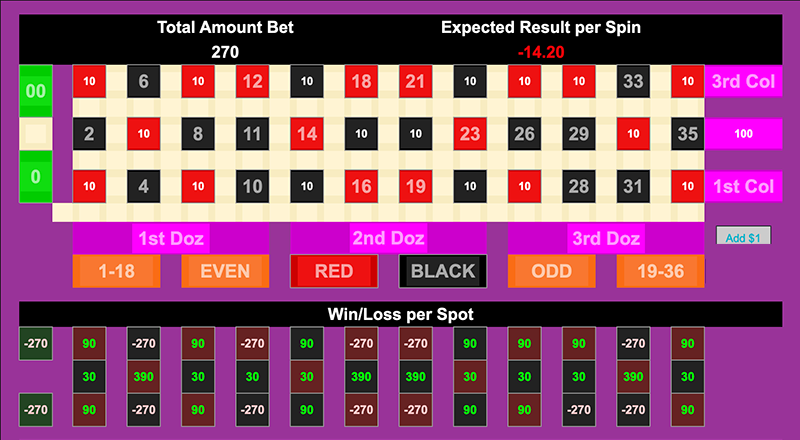 Total Amount Bet Expected Result per Spin
270 -14.20
00 10 6 10 12 10 18 21 10 10 10 33 10 3rd Col
2 10 8 11 14 10 10 23 26 29 10 35 100
0 10 4 10 10 10 16 19 10 10 28 31 10 1st Col
1st Doz 2nd Doz 3rd Doz Add $1
1-18 EVEN RED BLACK ODD 19-36
Win/Loss per Spot
-270 90 -270 90 -270 90 -270 -270 90 90 90 -270 90
30 390 30 30 30 390 390 30 30 30 390 30
-270 90 -270 90 -270 90 -270 -270 90 90 -270 -270 90